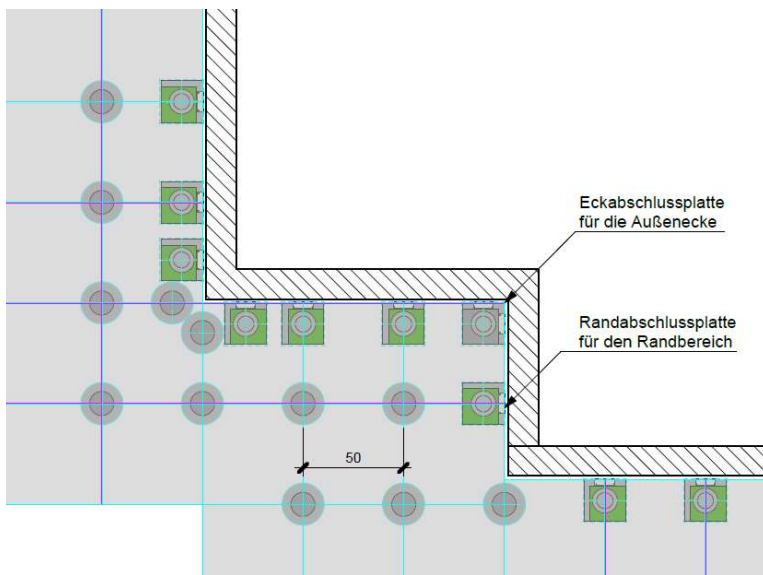 Eckabschlussplatte
für die Außenecke
Randabschlussplatte
für den Randbereich
50